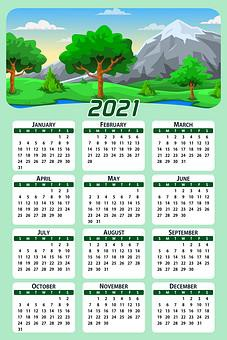 2021
JANUARY
S M T W T F S
1 2
3 4 5 6 7 8 9
10 11 12 13 14 15 16
17 18 19 20 21 22 23
24 25 26 27 28 29 30
31
FEBRUARY
S M T W T F S
1 2 3 4 5 6
7 8 9 10 11 12 13
14 15 16 17 18 19 20
21 22 23 24 25 26 27
28
MARCH
S M T W T F S
1 2 3 4 5 6
7 8 9 10 11 12 13
14 15 16 17 18 19 20
21 22 23 24 25 26 27
28 29 30 31
APRIL
S M T W T F S
1 2 3
4 5 6 7 8 9 10
11 12 13 14 15 16 17
18 19 20 21 22 23 24
25 26 27 28 29 30
MAY
S M T W T F S
1
2 3 4 5 6 7 8
9 10 11 12 13 14 15
16 17 18 19 20 21 22
23 24 25 26 27 28 29
30 31
JUNE
S M T W T F S
1 2 3 4 5
6 7 8 9 10 11 12
13 14 15 16 17 18 19
20 21 22 23 24 25 26
27 28 29 30
JULY
S M T W T F S
1 2 3
4 5 6 7 8 9 10
11 12 13 14 15 16 17
18 19 20 21 22 23 24
25 26 27 28 29 30 31
AUGUST
S M T W T F S
1 2 3 4 5 6 7
8 9 10 11 12 13 14
15 16 17 18 19 20 21
22 23 24 25 26 27 28
29 30 31
SEPTEMBER
S M T W T F S
1 2 3 4
5 6 7 8 9 10 11
12 13 14 15 16 17 18
19 20 21 22 23 24 25
26 27 28 29 30
OCTOBER
S M T W T F S
1 2
3 4 5 6 7 8 9
10 11 12 13 14 15 16
17 18 19 20 21 22 23
24 25 26 27 28 29 30
31
NOVEMBER
S M T W T F S
1 2 3 4 5 6
7 8 9 10 11 12 13
14 15 16 17 18 19 20
21 22 23 24 25 26 27
28 29 30
DECEMBER
S M T W T F S
1 2 3 4
5 6 7 8 9 10 11
12 13 14 15 16 17 18
19 20 21 22 23 24 25
26 27 28 29 30 31